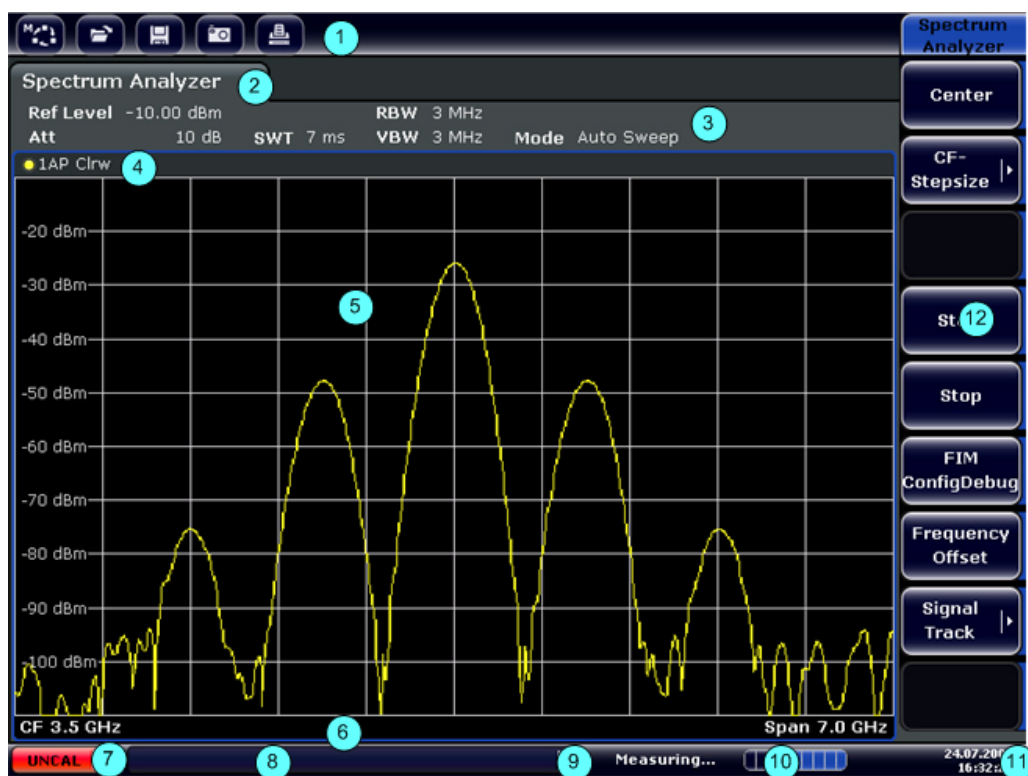 M
1
Spectrum Analyzer
Spectrum Analyzer
2
Ref Level -10.00 dBm RBW 3 MHz
Att 10 dB SWT 7 ms VBW 3 MHz Mode Auto Sweep
3
1AP Clrw
4
-20 dBm
-30 dBm
-40 dBm
-50 dBm
-60 dBm
-70 dBm
-80 dBm
-90 dBm
-100 dBm
5
CF 3.5 GHz Span 7.0 GHz
6
Center
CF-
Stepsize
12
Stop
FIM
ConfigDebug
Frequency
Offset
Signal
Track
UNCAL
7
8
9
Measuring...
10
24.07.20
16:32:
11